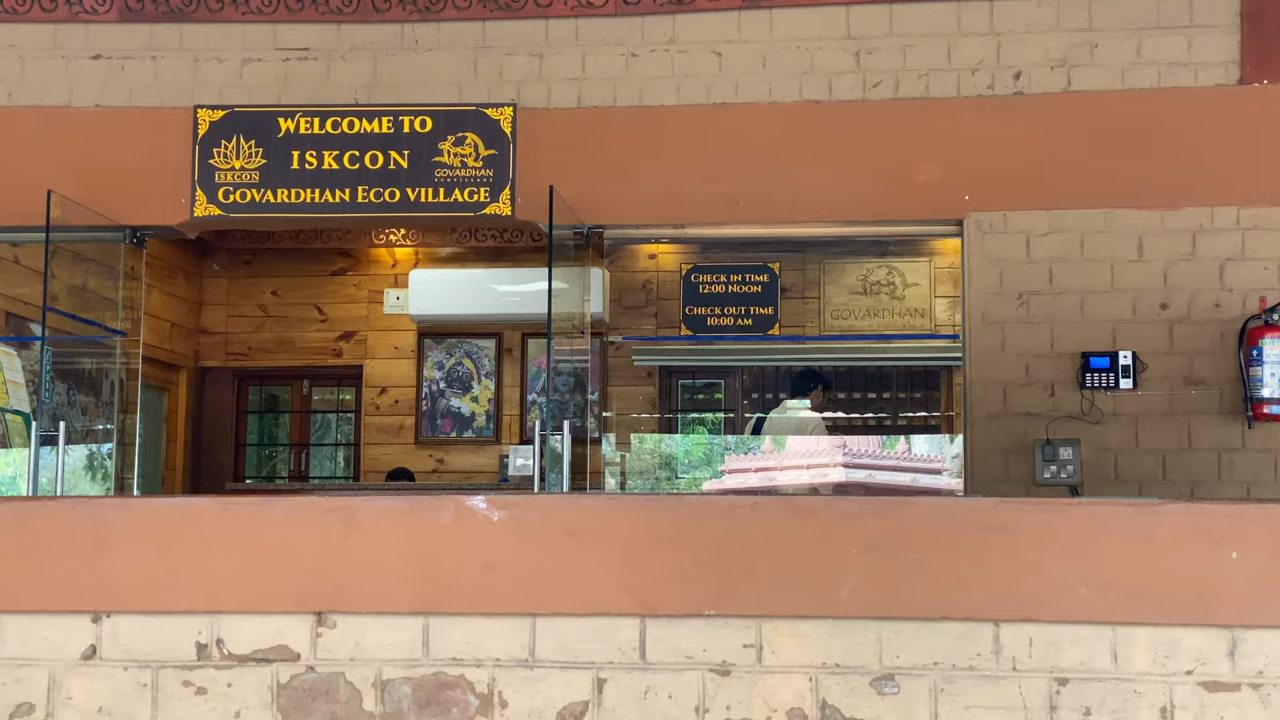 WELCOME TO
ISKCON
ISKCON
GOVARDHAN
ECOVILLAGE
GOVARDHAN ECO VILLAGE
CHECK IN TIME
12:00 NOON
CHECK OUT TIME
10:00 AM
GOVARDHAN